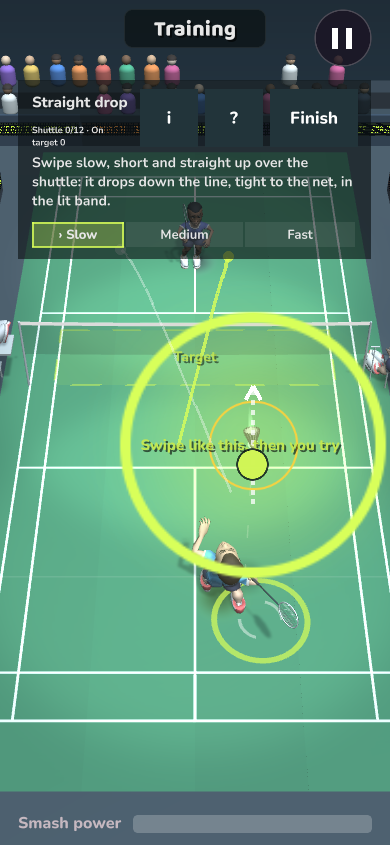 Training
Straight drop
Shuttle 0/12 · On
target 0
i
?
Finish
Swipe slow, short and straight up over the
shuttle: it drops down the line, tight to the net, in
the lit band.
› Slow
Medium
Fast
Target
Swipe like this, then you try
Smash power